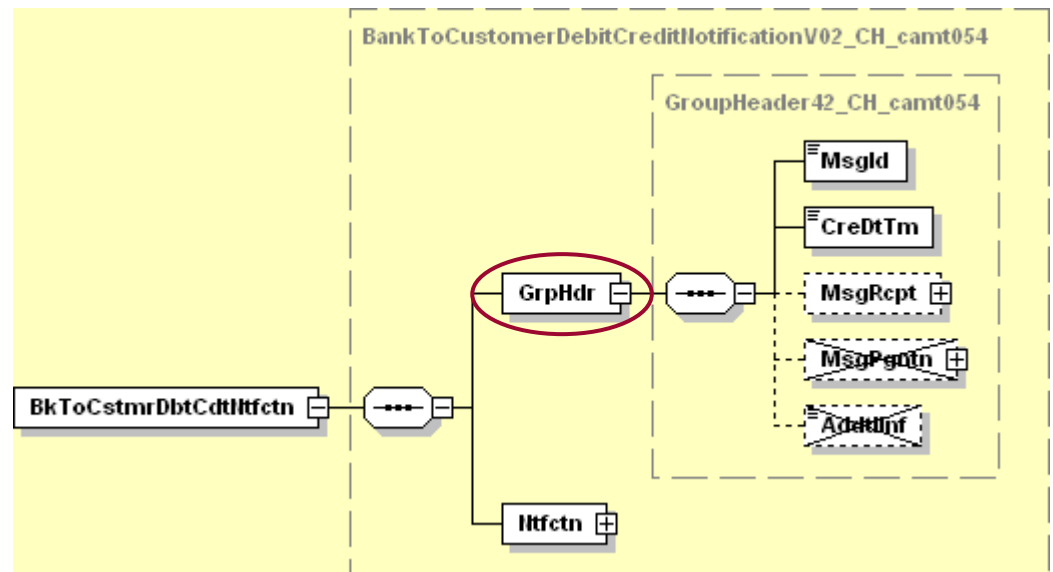 BankToCustomerDebitCreditNotificationV02_CH_camt054
GroupHeader42_CH_camt054
MsgId
CreDtTm
GrpHdr
MsgRcpt
MsgPgntn
BkToCstmrDbtCdtNtfctn
AddtlInf
Ntfctn